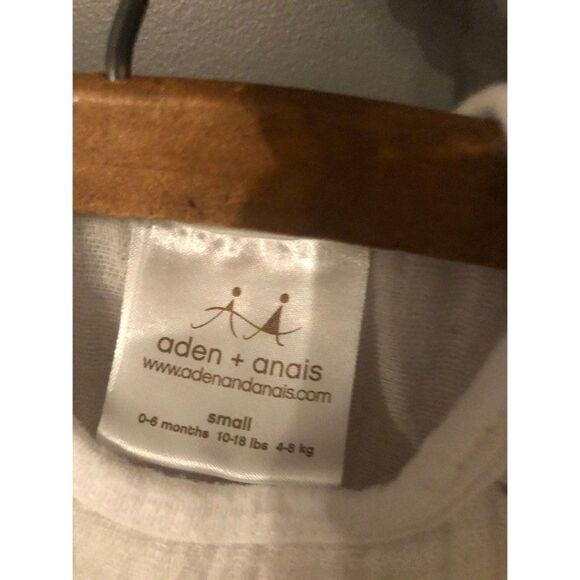 aden + anais
www.adenandanais.com
small
0-6 months 10-18 lbs 4-8 kg